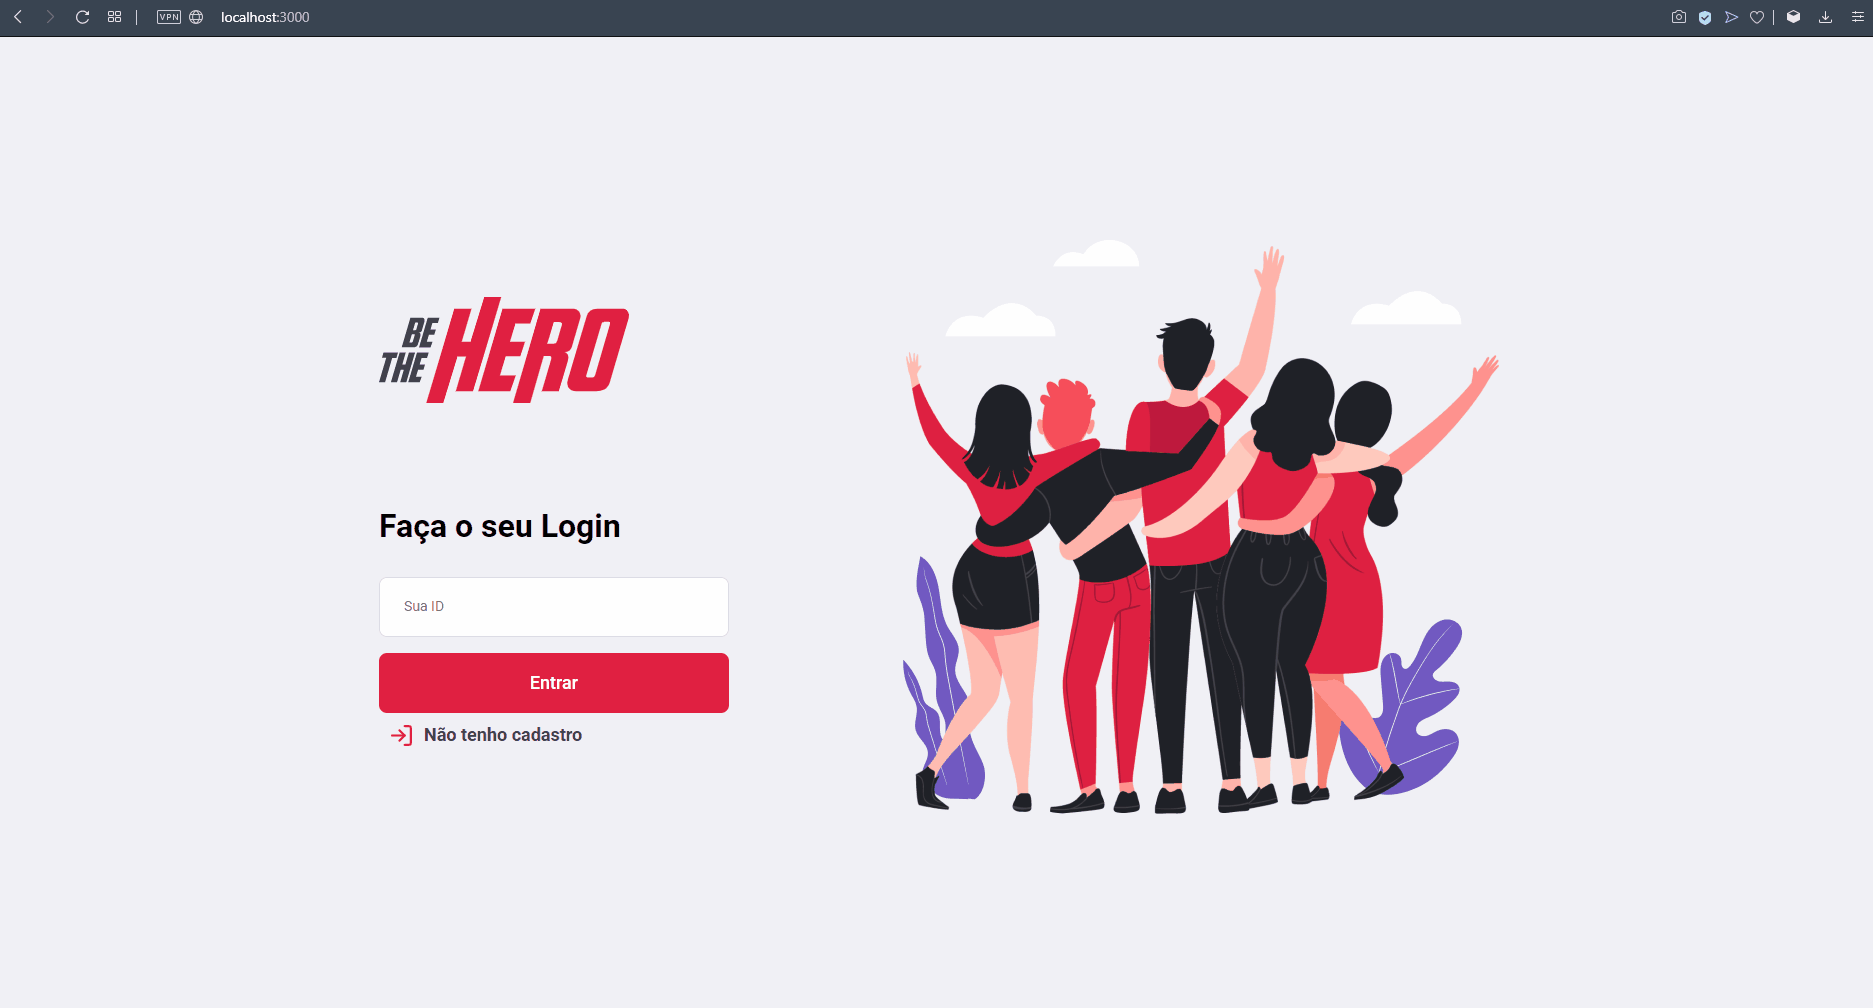 VPN
localhost:3000
BE
THE HERO
Faça o seu Login
Sua ID
Entrar
Não tenho cadastro